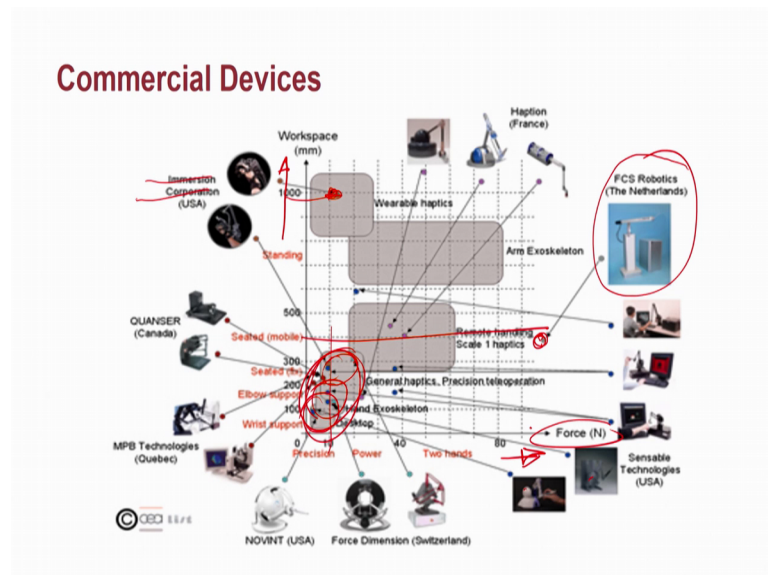 Commercial Devices
Haption
(France)
Workspace
(mm)
Immersion
Corporation
(USA)
FCS Robotics
(The Netherlands)
1000
Wearable haptics
Standing
Arm Exoskeleton
QUANSER
(Canada)
500
Seated (mobile)
Remote handling
Scale 1 haptics
300
Seated (fix)
General haptics, Precision teleoperation
200
Elbow support
100
Hand Exoskeleton
Wrist support
Desktop
0
0
40
80
Force (N)
Precision
Power
Two hands
MPB Technologies
(Quebec)
Sensable
Technologies
(USA)
© cea list
NOVINT (USA)
Force Dimension (Switzerland)